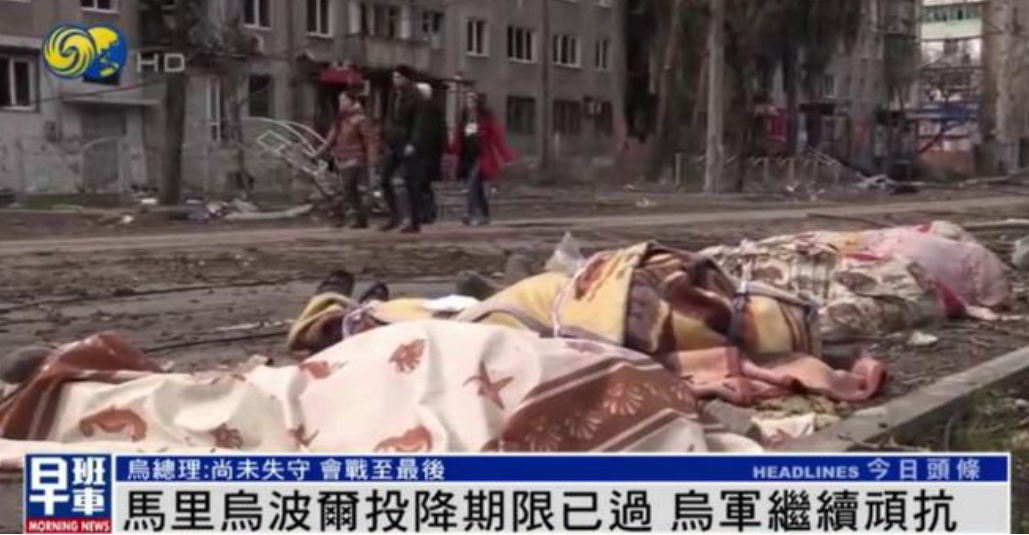 HD
早班車
MORNING NEWS
烏總理:尚未失守 會戰至最後
HEADLINES 今日頭條
馬里烏波爾投降期限已過 烏軍繼續頑抗